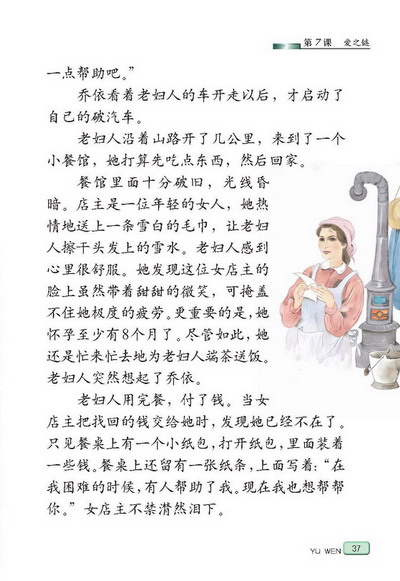 第7课 爱之链
一点帮助吧。”
乔依看着老妇人的车开走以后，才启动了
自己的破汽车。
老妇人沿着山路开了几公里，来到了一个
小餐馆，她打算先吃点东西，然后回家。
餐馆里面十分破旧，光线昏
暗。店主是一位年轻的女人，她热
情地送上一条雪白的毛巾，让老妇
人擦干头发上的雪水。老妇人感到
心里很舒服。她发现这位女店主的
脸上虽然带着甜甜的微笑，可掩盖
不住她极度的疲劳。更重要的是，她
怀孕至少有8个月了。尽管如此，她
还是忙来忙去地为老妇人端茶送饭。
老妇人突然想起了乔依。
老妇人用完餐，付了钱。当女
店主把找回的钱交给她时，发现她已经不在了。
只见餐桌上有一个小纸包，打开纸包，里面装着
一些钱。餐桌上还留有一张纸条，上面写着：“在
我困难的时候，有人帮助了我。现在我也想帮帮
你。”女店主不禁潸然泪下。
YU WEN 37